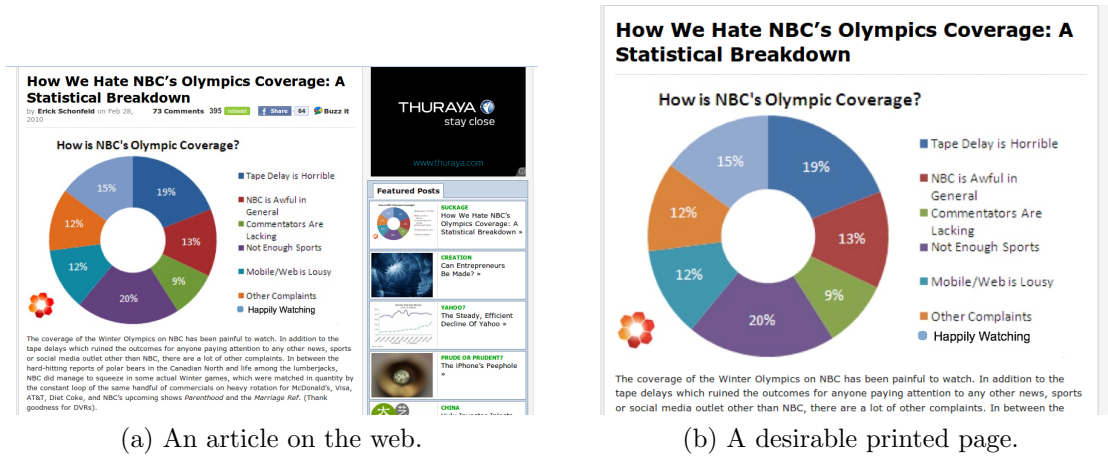 How We Hate NBC's Olympics Coverage: A
Statistical Breakdown
by Erick Schonfeld on Feb 28,
2010
73 Comments 395 retweet Share 64 Buzz It
How is NBC's Olympic Coverage?
15%
19%
12%
13%
12%
9%
20%
Tape Delay is Horrible
NBC is Awful in
General
Commentators Are
Lacking
Not Enough Sports
Mobile/Web is Lousy
Other Complaints
Happily Watching
The coverage of the Winter Olympics on NBC has been painful to watch. In addition to the
tape delays which ruined the outcomes for anyone paying attention to any other news, sports
or social media outlet other than NBC, there are a lot of other complaints. In between the
hard-hitting reports of polar bears in the Canadian North and life among the lumberjacks,
NBC did manage to squeeze in some actual Winter games, which were matched in quantity by
the constant loop of the same handful of commercials on heavy rotation for McDonald's, Visa,
AT&T, Diet Coke, and NBC's upcoming shows Parenthood and the Marriage Ref. (Thank
goodness for DVRs).
THURAYA
stay close
www.thuraya.com
Featured Posts
SUCKAGE
How We Hate NBC's
Olympics Coverage: A
Statistical Breakdown »
CREATION
Can Entrepreneurs
Be Made? »
YAHOO?
The Steady, Efficient
Decline Of Yahoo »
PRUDE OR PRUDENT?
The iPhone's Peephole
»
CHINA
(a) An article on the web.
How We Hate NBC's Olympics Coverage: A
Statistical Breakdown
How is NBC's Olympic Coverage?
15%
19%
12%
13%
12%
9%
20%
Tape Delay is Horrible
NBC is Awful in
General
Commentators Are
Lacking
Not Enough Sports
Mobile/Web is Lousy
Other Complaints
Happily Watching
The coverage of the Winter Olympics on NBC has been painful to watch. In addition to the
tape delays which ruined the outcomes for anyone paying attention to any other news, sports
or social media outlet other than NBC, there are a lot of other complaints. In between the
(b) A desirable printed page.